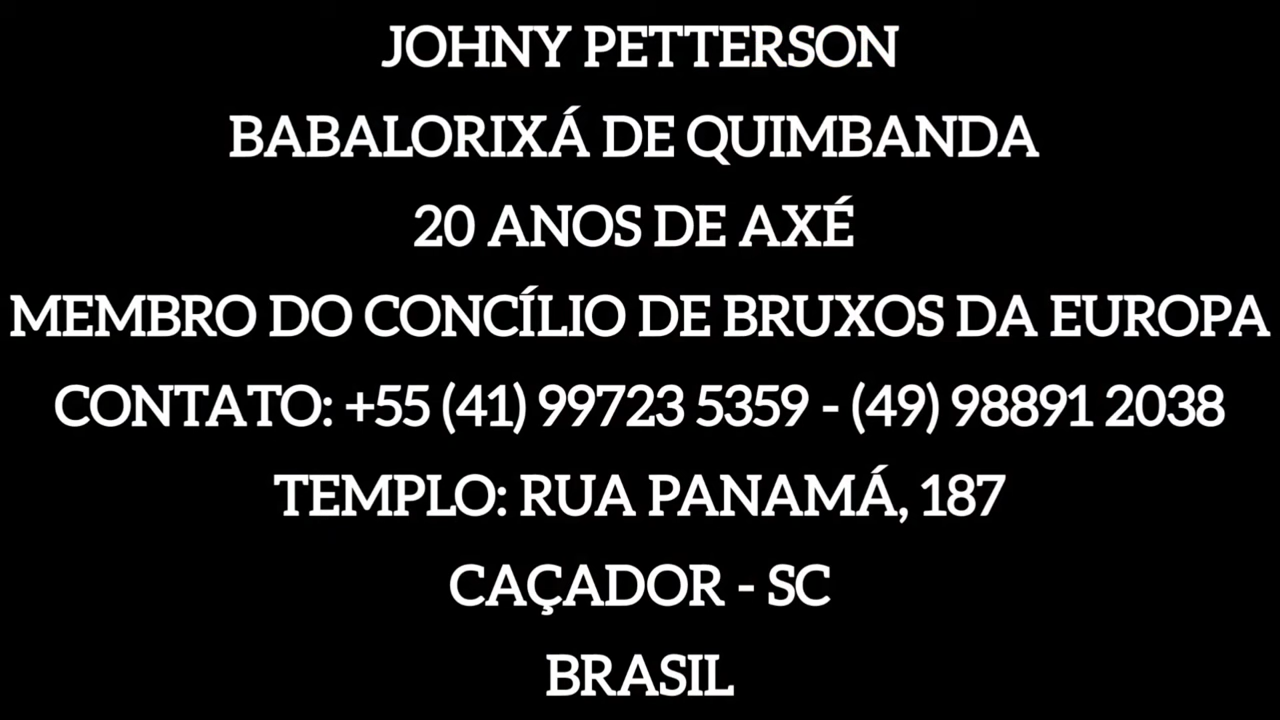 JOHNY PETTERSON
BABALORIXÁ DE QUIMBANDA
20 ANOS DE AXÉ
MEMBRO DO CONCÍLIO DE BRUXOS DA EUROPA
CONTATO: +55 (41) 99723 5359 - (49) 98891 2038
TEMPLO: RUA PANAMÁ, 187
CAÇADOR - SC
BRASIL